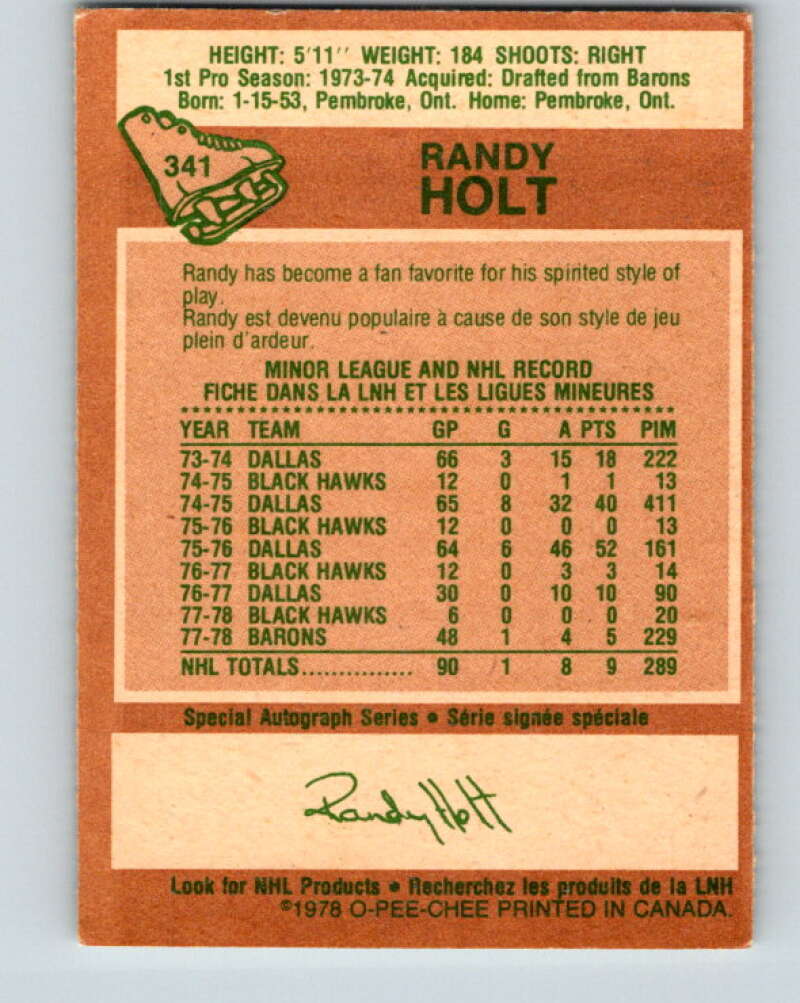 HEIGHT: 5'11'' WEIGHT: 184 SHOOTS: RIGHT
1st Pro Season: 1973-74 Acquired: Drafted from Barons
Born: 1-15-53, Pembroke, Ont. Home: Pembroke, Ont.
341
RANDY
HOLT
Randy has become a fan favorite for his spirited style of
play.
Randy est devenu populaire à cause de son style de jeu
plein d'ardeur.
MINOR LEAGUE AND NHL RECORD
FICHE DANS LA LNH ET LES LIGUES MINEURES
YEAR TEAM GP G A PTS PIM
73-74 DALLAS 66 3 15 18 222
74-75 BLACK HAWKS 12 0 1 1 13
74-75 DALLAS 65 8 32 40 411
75-76 BLACK HAWKS 12 0 0 0 13
75-76 DALLAS 64 6 46 52 161
76-77 BLACK HAWKS 12 0 3 3 14
76-77 DALLAS 30 0 10 10 90
77-78 BLACK HAWKS 6 0 0 0 20
77-78 BARONS 48 1 4 5 229
NHL TOTALS............... 90 1 8 9 289
Special Autograph Series • Série signée spéciale
Randy Holt
Look for NHL Products • Recherchez les produits de la LNH
©1978 O-PEE-CHEE PRINTED IN CANADA.